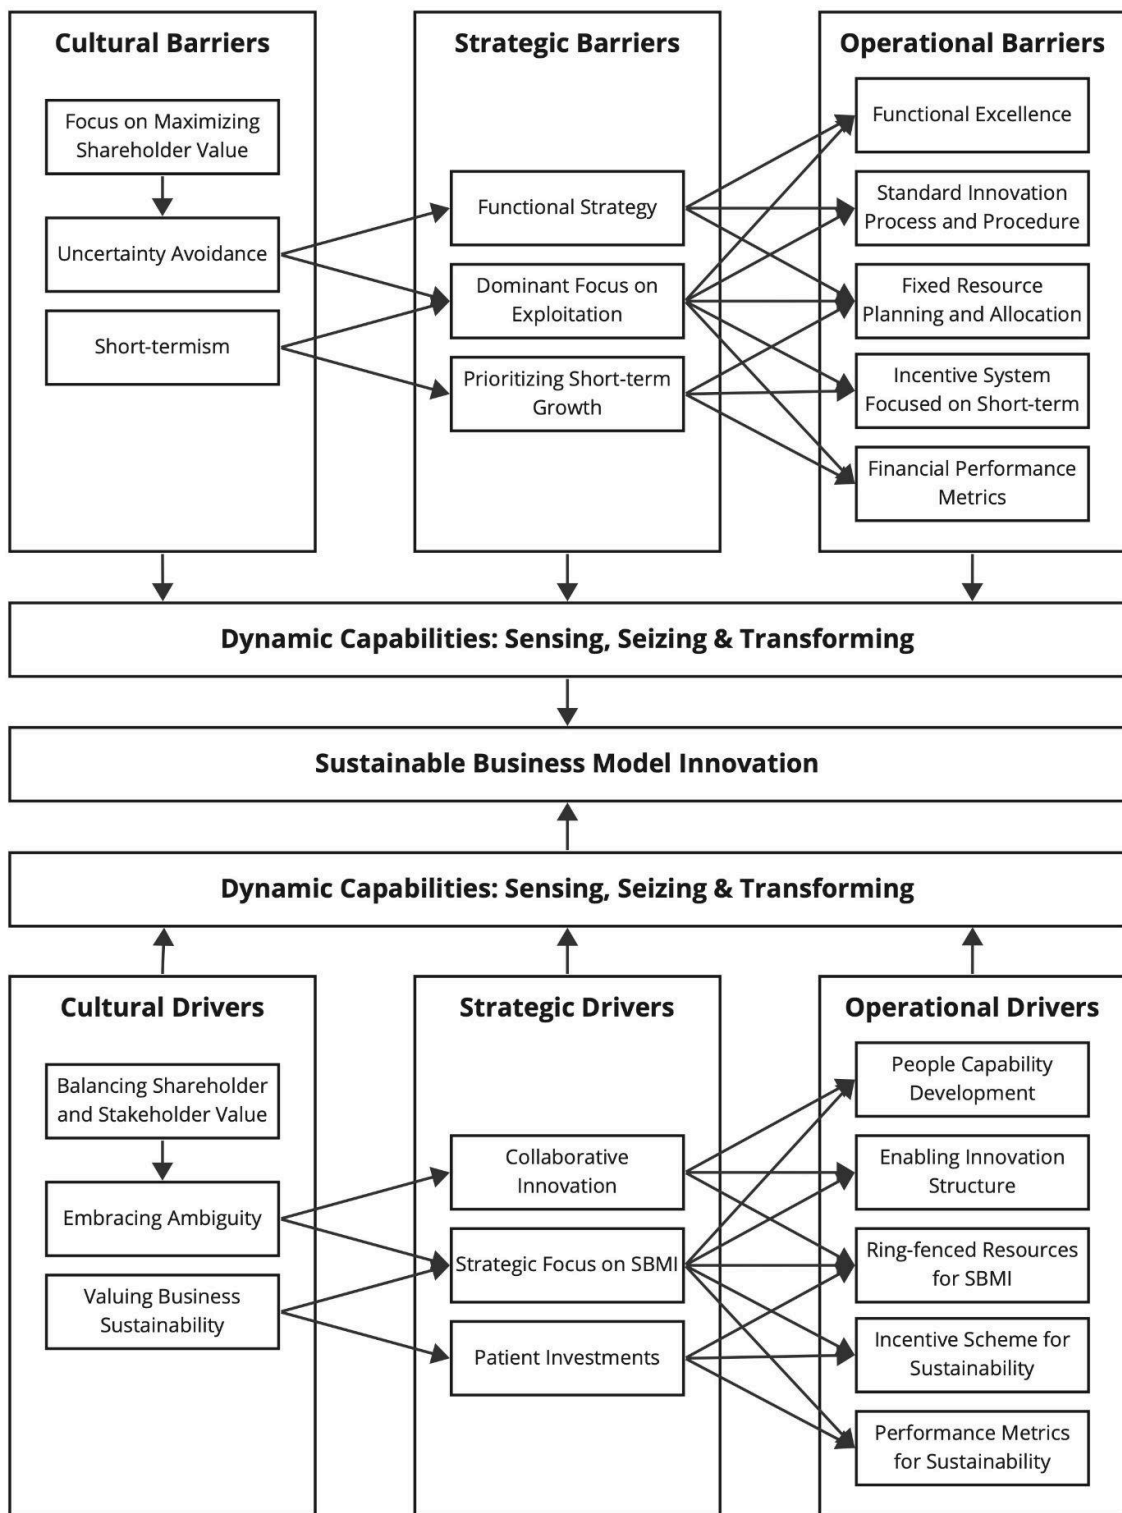 Cultural Barriers
Focus on Maximizing
Shareholder Value
Uncertainty Avoidance
Short-termism
Strategic Barriers
Functional Strategy
Dominant Focus on
Exploitation
Prioritizing Short-term
Growth
Operational Barriers
Functional Excellence
Standard Innovation
Process and Procedure
Fixed Resource
Planning and Allocation
Incentive System
Focused on Short-term
Financial Performance
Metrics
Dynamic Capabilities: Sensing, Seizing & Transforming
Sustainable Business Model Innovation
Dynamic Capabilities: Sensing, Seizing & Transforming
Cultural Drivers
Balancing Shareholder
and Stakeholder Value
Embracing Ambiguity
Valuing Business
Sustainability
Strategic Drivers
Collaborative
Innovation
Strategic Focus on SBMI
Patient Investments
Operational Drivers
People Capability
Development
Enabling Innovation
Structure
Ring-fenced Resources
for SBMI
Incentive Scheme for
Sustainability
Performance Metrics
for Sustainability